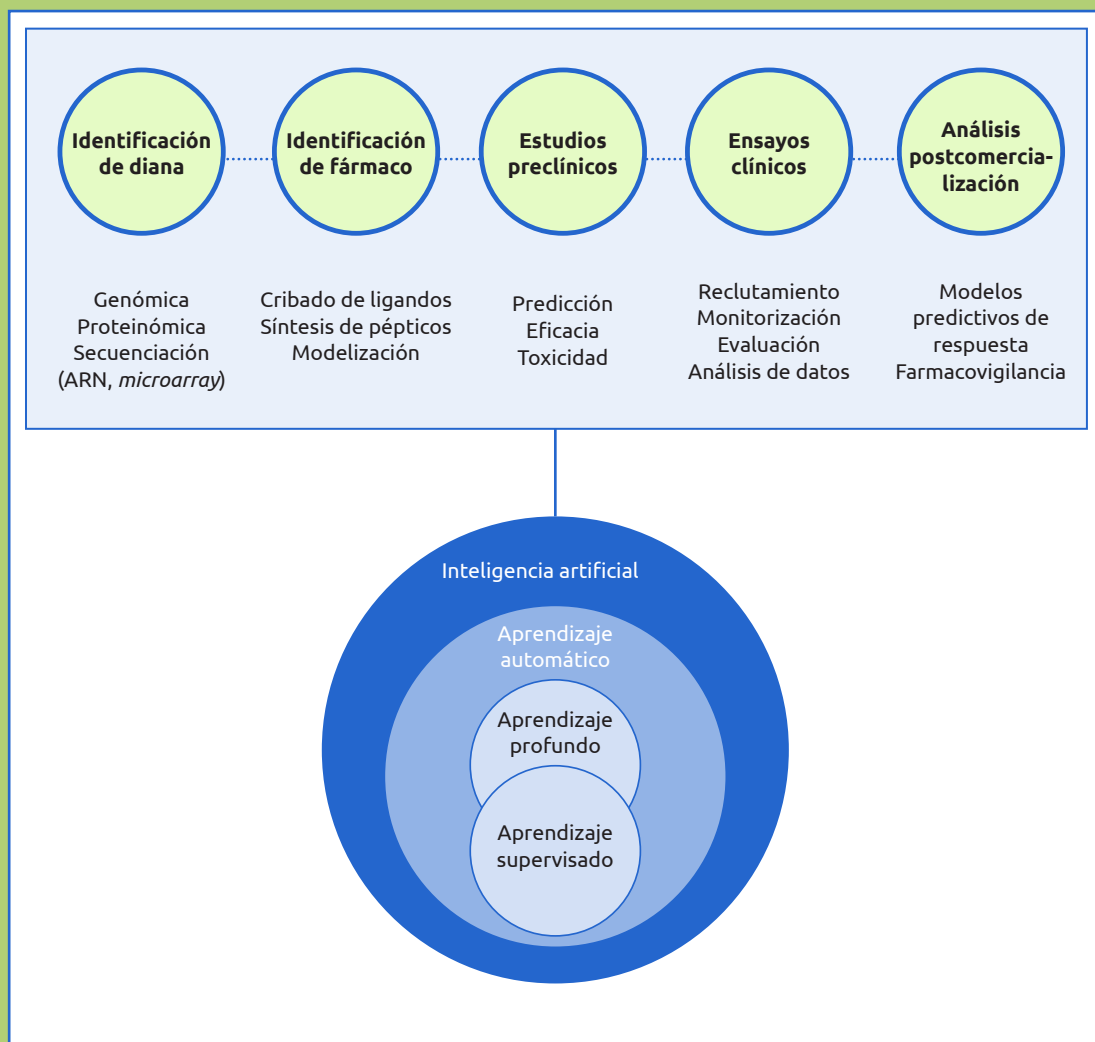 Identificación
de diana
Identificación
de fármaco
Estudios
preclínicos
Ensayos
clínicos
Análisis
postcomercia-
lización
Genómica
Proteinómica
Secuenciación
(ARN, microarray)
Cribado de ligandos
Síntesis de pépticos
Modelización
Predicción
Eficacia
Toxicidad
Reclutamiento
Monitorización
Evaluación
Análisis de datos
Modelos
predictivos de
respuesta
Farmacovigilancia
Inteligencia artificial
Aprendizaje
automático
Aprendizaje
profundo
Aprendizaje
supervisado